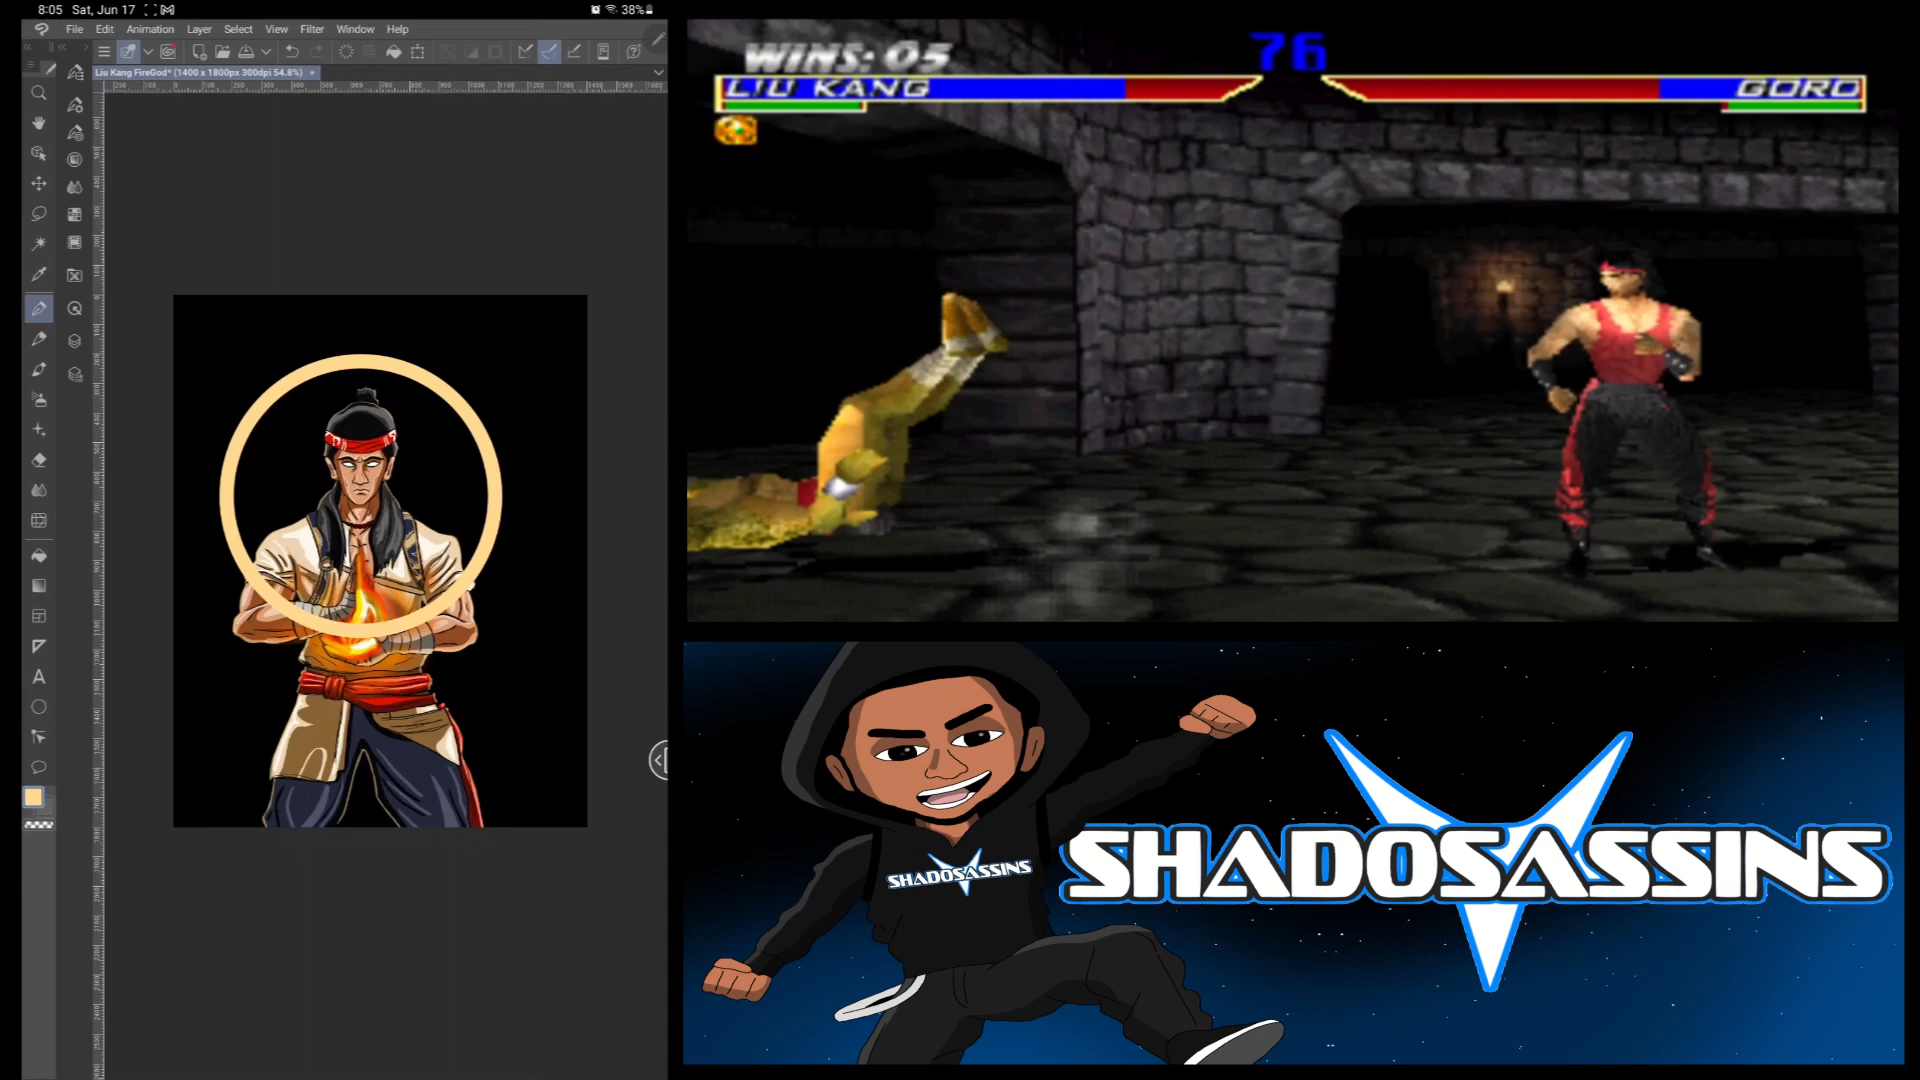 8:05 Sat, Jun 17
38%
File Edit Animation Layer Select View Filter Window Help
Liu Kang FireGod* (1400 x 1800px 300dpi 54.8%)
WINS: 05
76
LIU KANG
GORO
SHADOSASSINS
SHADOSASSINS